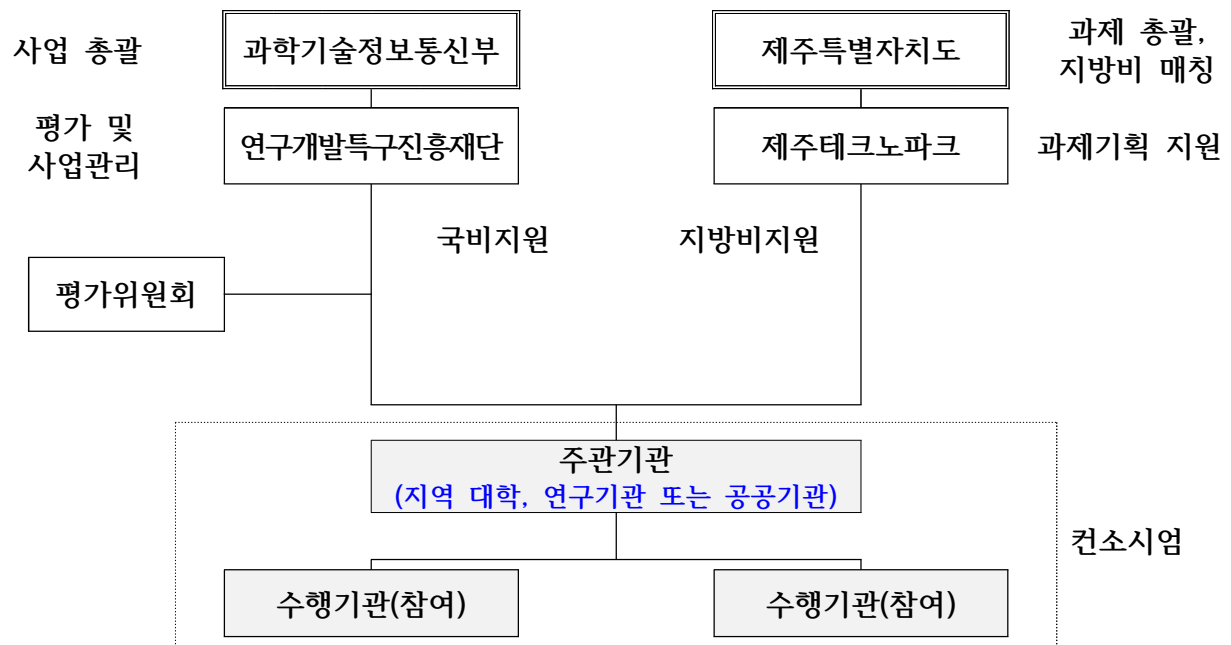 사업 총괄
과학기술정보통신부
제주특별자치도
과제 총괄,
지방비 매칭
평가 및
사업관리
연구개발특구진흥재단
제주테크노파크
과제기획 지원
국비지원
지방비지원
평가위원회
주관기관
(지역 대학, 연구기관 또는 공공기관)
컨소시엄
수행기관(참여)
수행기관(참여)